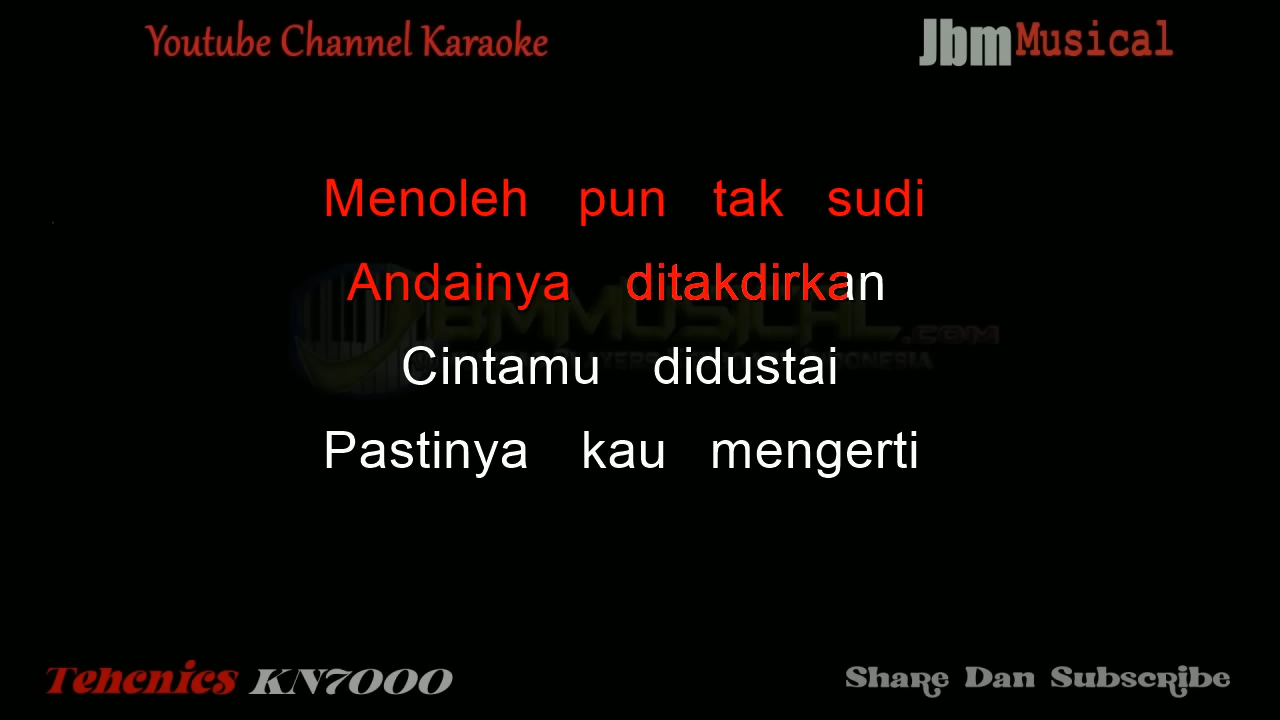 Youtube Channel Karaoke
JbmMusical
Menoleh pun tak sudi
Andainya ditakdirkan
Cintamu didustai
Pastinya kau mengerti
Tehcnics KN7000
Share Dan Subscribe